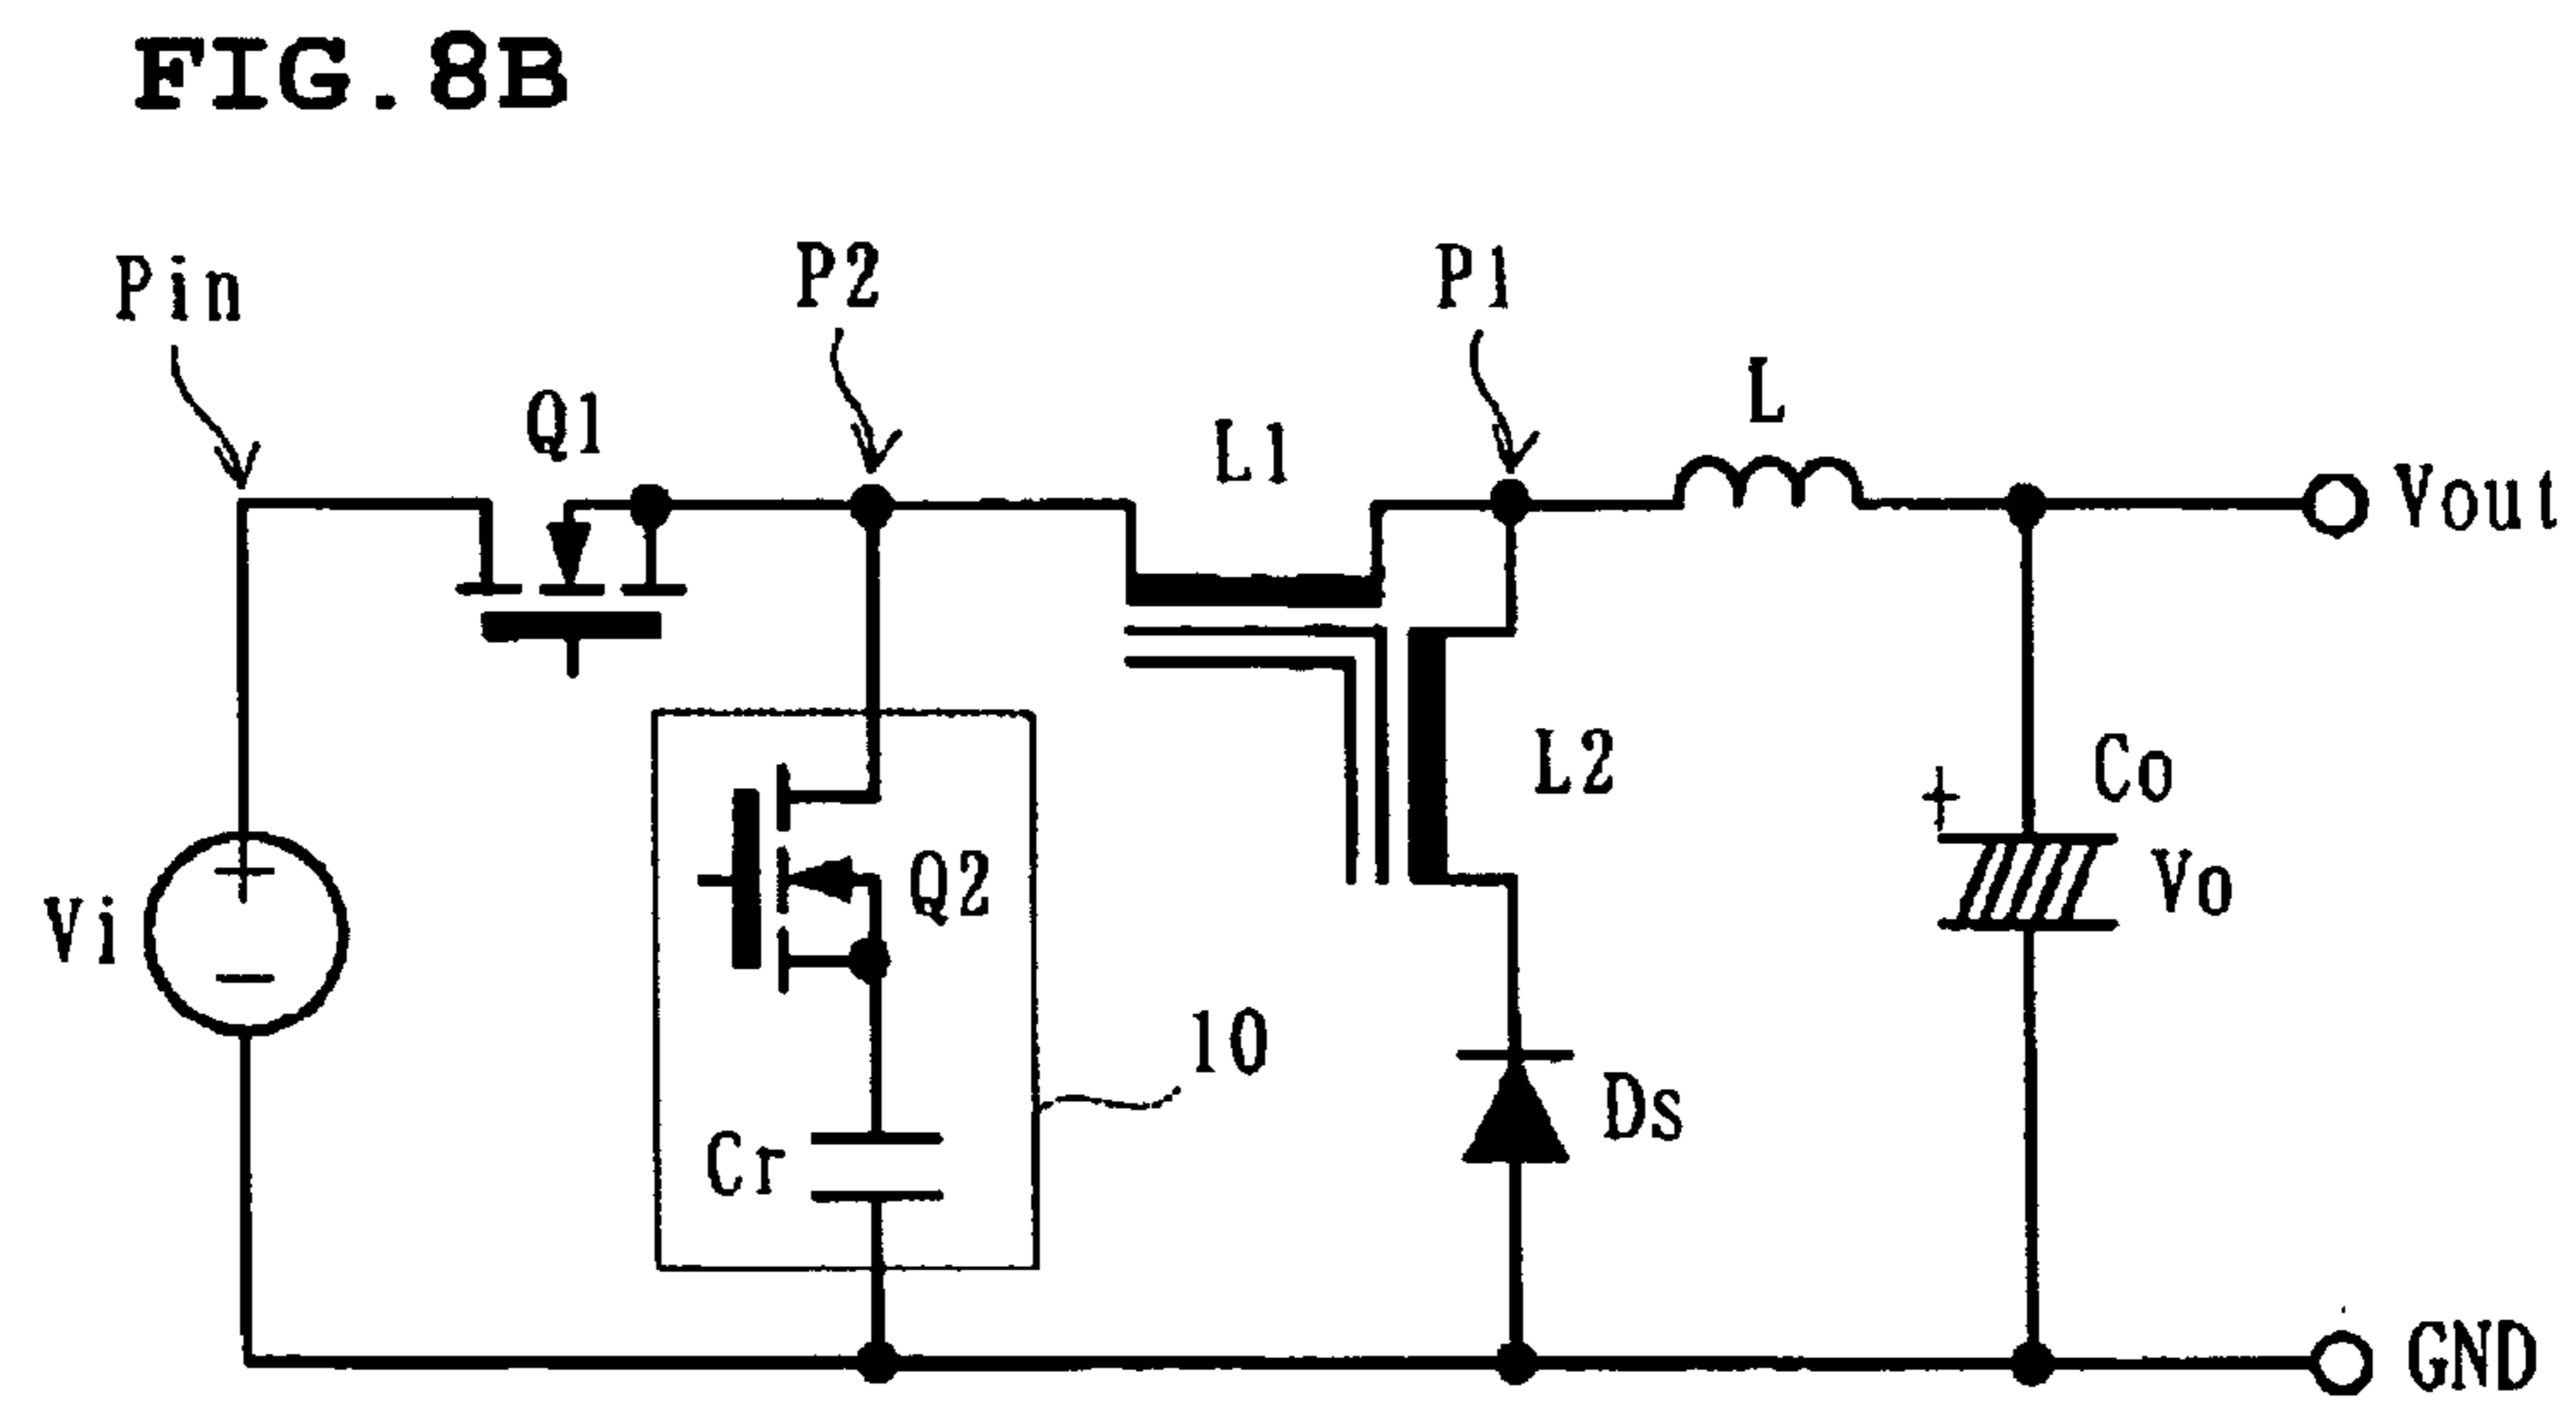 FIG.8B
Pin
P2
P1
Q1
L1
L
Vout
L2
Q2
Co
+
Vo
Vi
+
−
10
Cr
Ds
GND